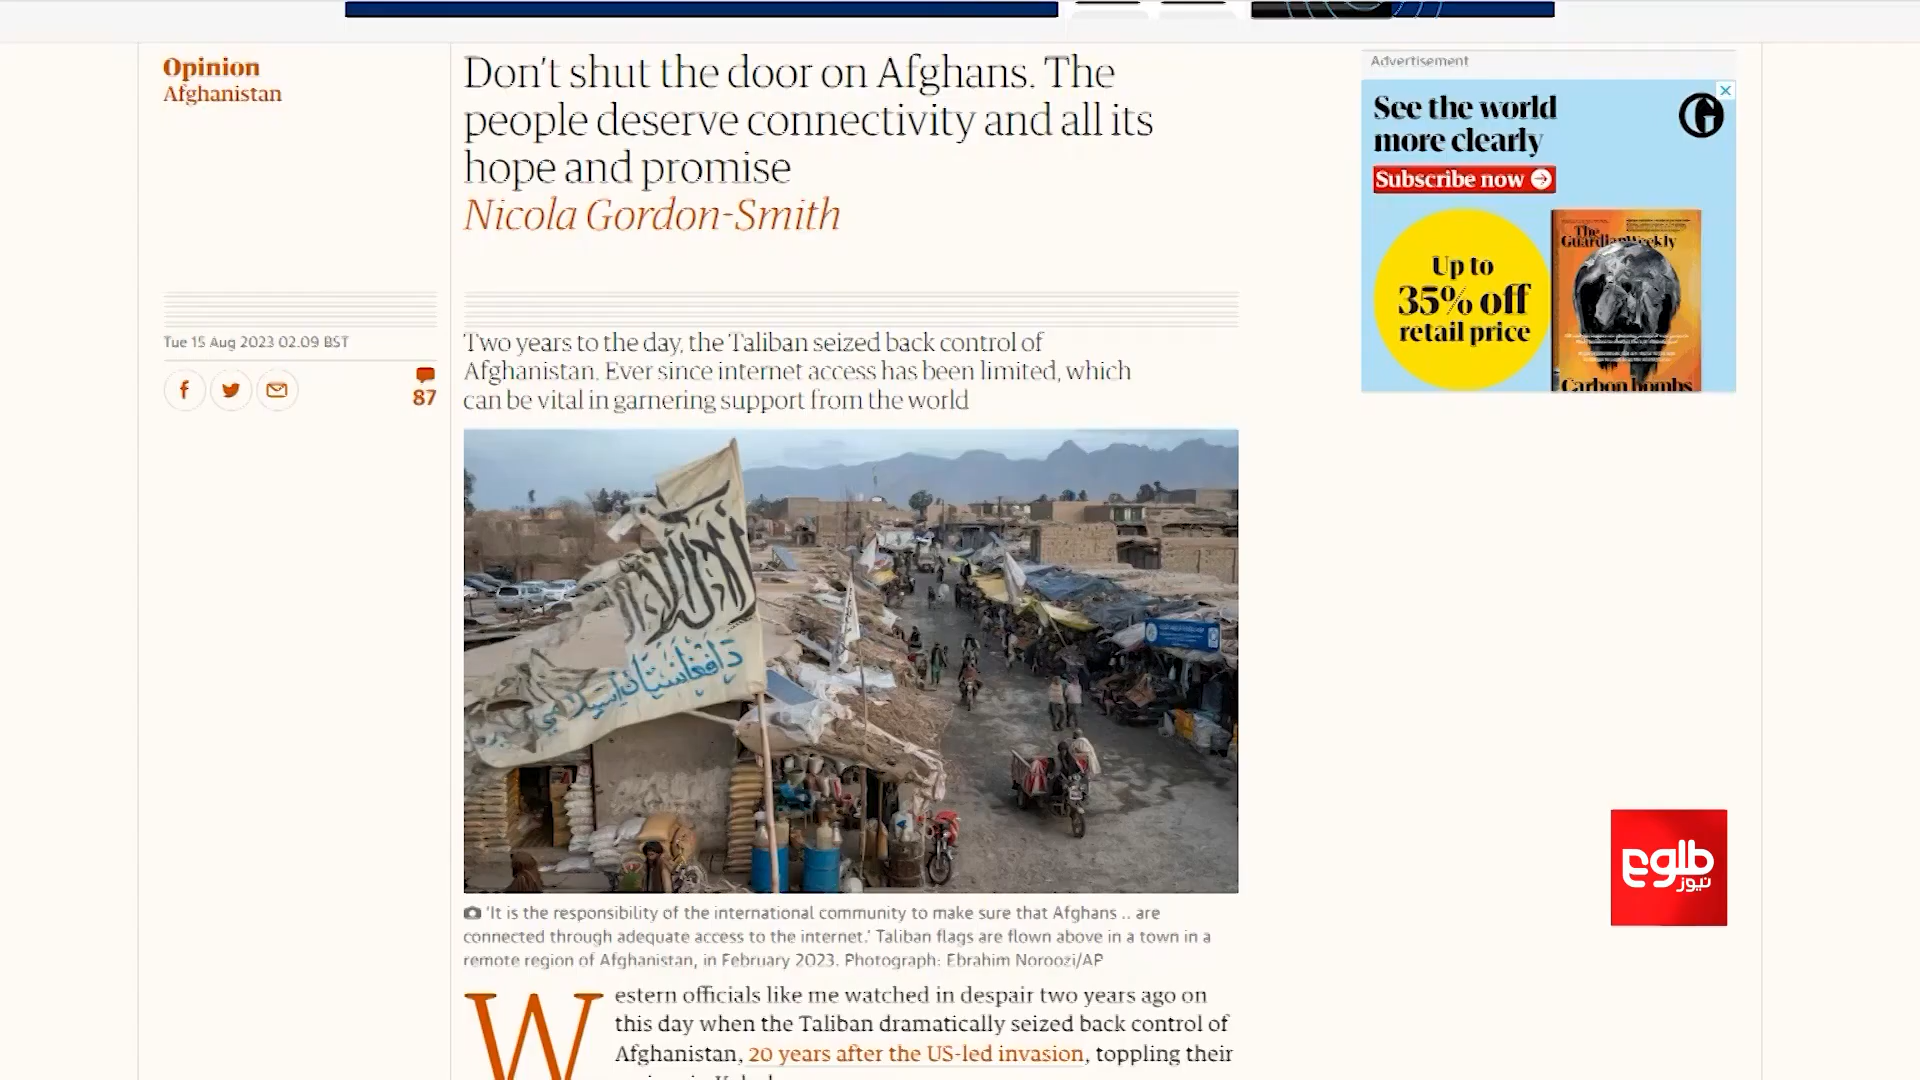 Opinion
Afghanistan
Don't shut the door on Afghans. The
people deserve connectivity and all its
hope and promise
Nicola Gordon-Smith
Tue 15 Aug 2023 02.09 BST
87
Two years to the day, the Taliban seized back control of
Afghanistan. Ever since internet access has been limited, which
can be vital in garnering support from the world
د افغانستان اسلامي
'It is the responsibility of the international community to make sure that Afghans .. are
connected through adequate access to the internet.' Taliban flags are flown above in a town in a
remote region of Afghanistan, in February 2023. Photograph: Ebrahim Noroozi/AP
Western officials like me watched in despair two years ago on
this day when the Taliban dramatically seized back control of
Afghanistan, 20 years after the US-led invasion, toppling their
Advertisement
See the world
more clearly
Subscribe now
Up to
35% off
retail price
The
Guardian Weekly
Carbon bombs
طلوع
نیوز